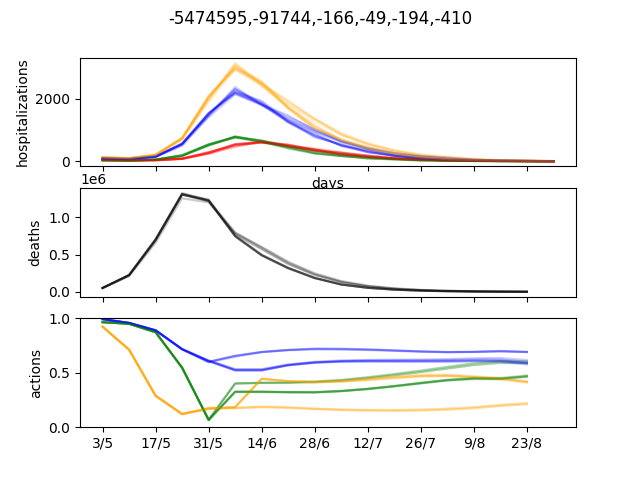 -5474595,-91744,-166,-49,-194,-410
hospitalizations
2000
0
days
1e6
deaths
1.0
0.5
0.0
actions
1.0
0.5
0.0
3/5 17/5 31/5 14/6 28/6 12/7 26/7 9/8 23/8